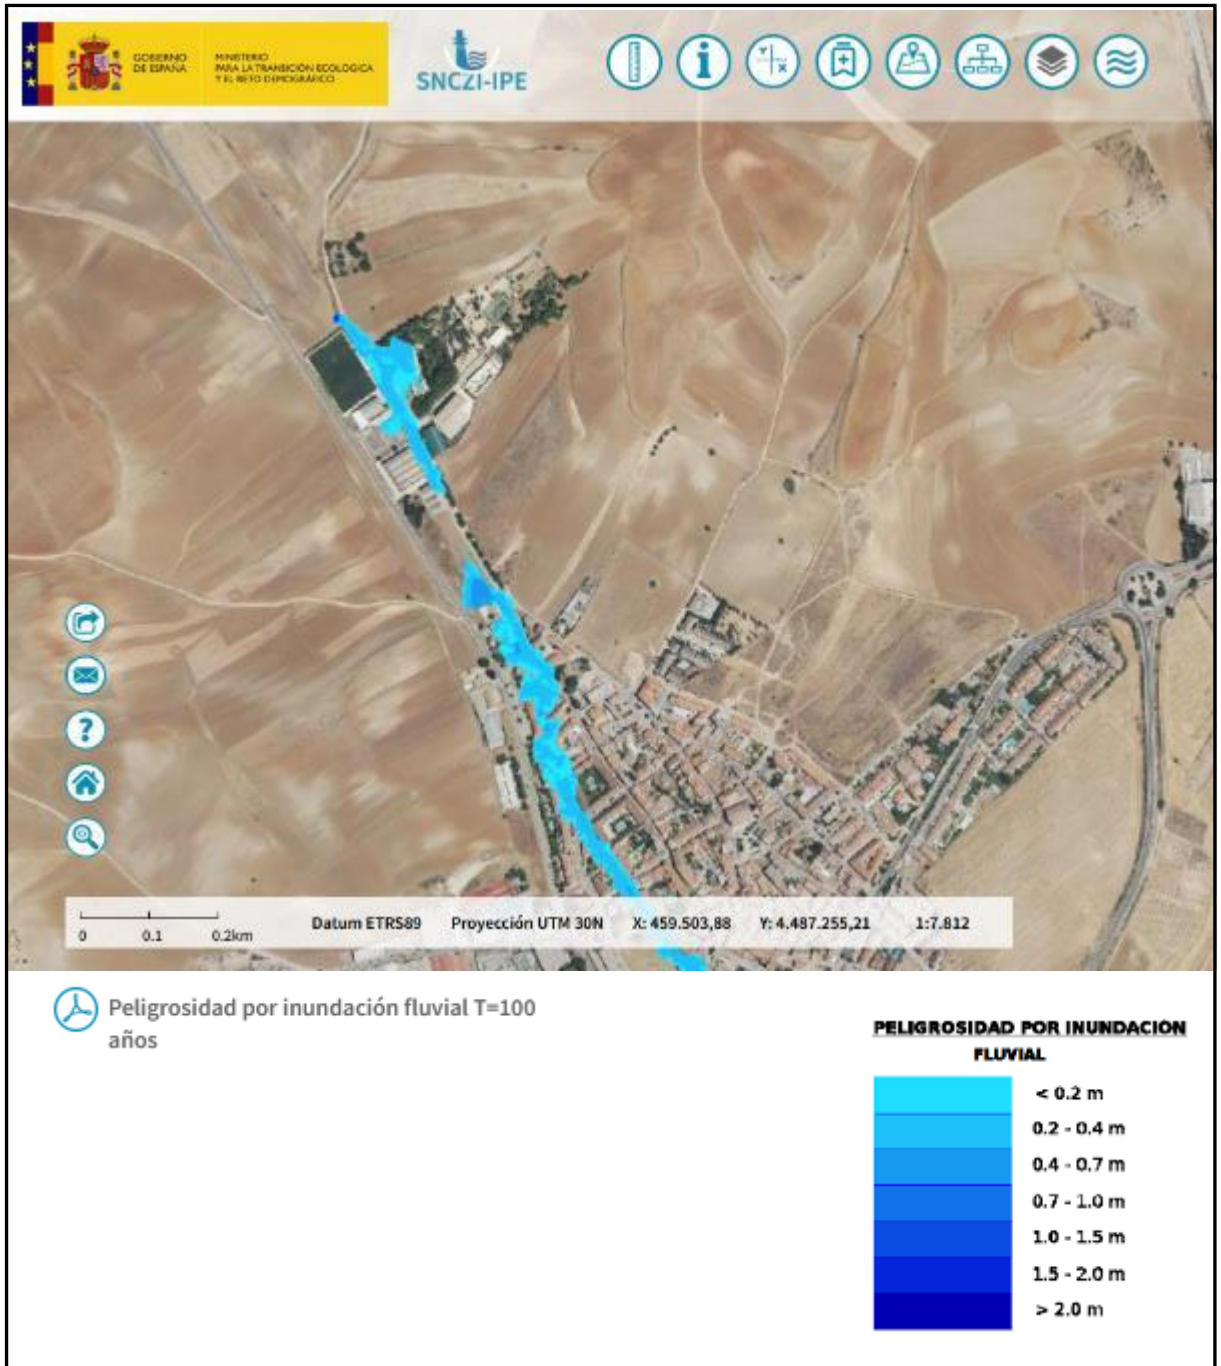 GOBIERNO
DE ESPAÑA
MINISTERIO
PARA LA TRANSICIÓN ECOLÓGICA
Y EL RETO DEMOGRÁFICO
SNCZI-IPE
0 0.1 0.2km
Datum ETRS89 Proyección UTM 30N X: 459.503,88 Y: 4.487.255,21 1:7.812
Peligrosidad por inundación fluvial T=100
años
PELIGROSIDAD POR INUNDACIÓN
FLUVIAL
< 0.2 m
0.2 - 0.4 m
0.4 - 0.7 m
0.7 - 1.0 m
1.0 - 1.5 m
1.5 - 2.0 m
> 2.0 m